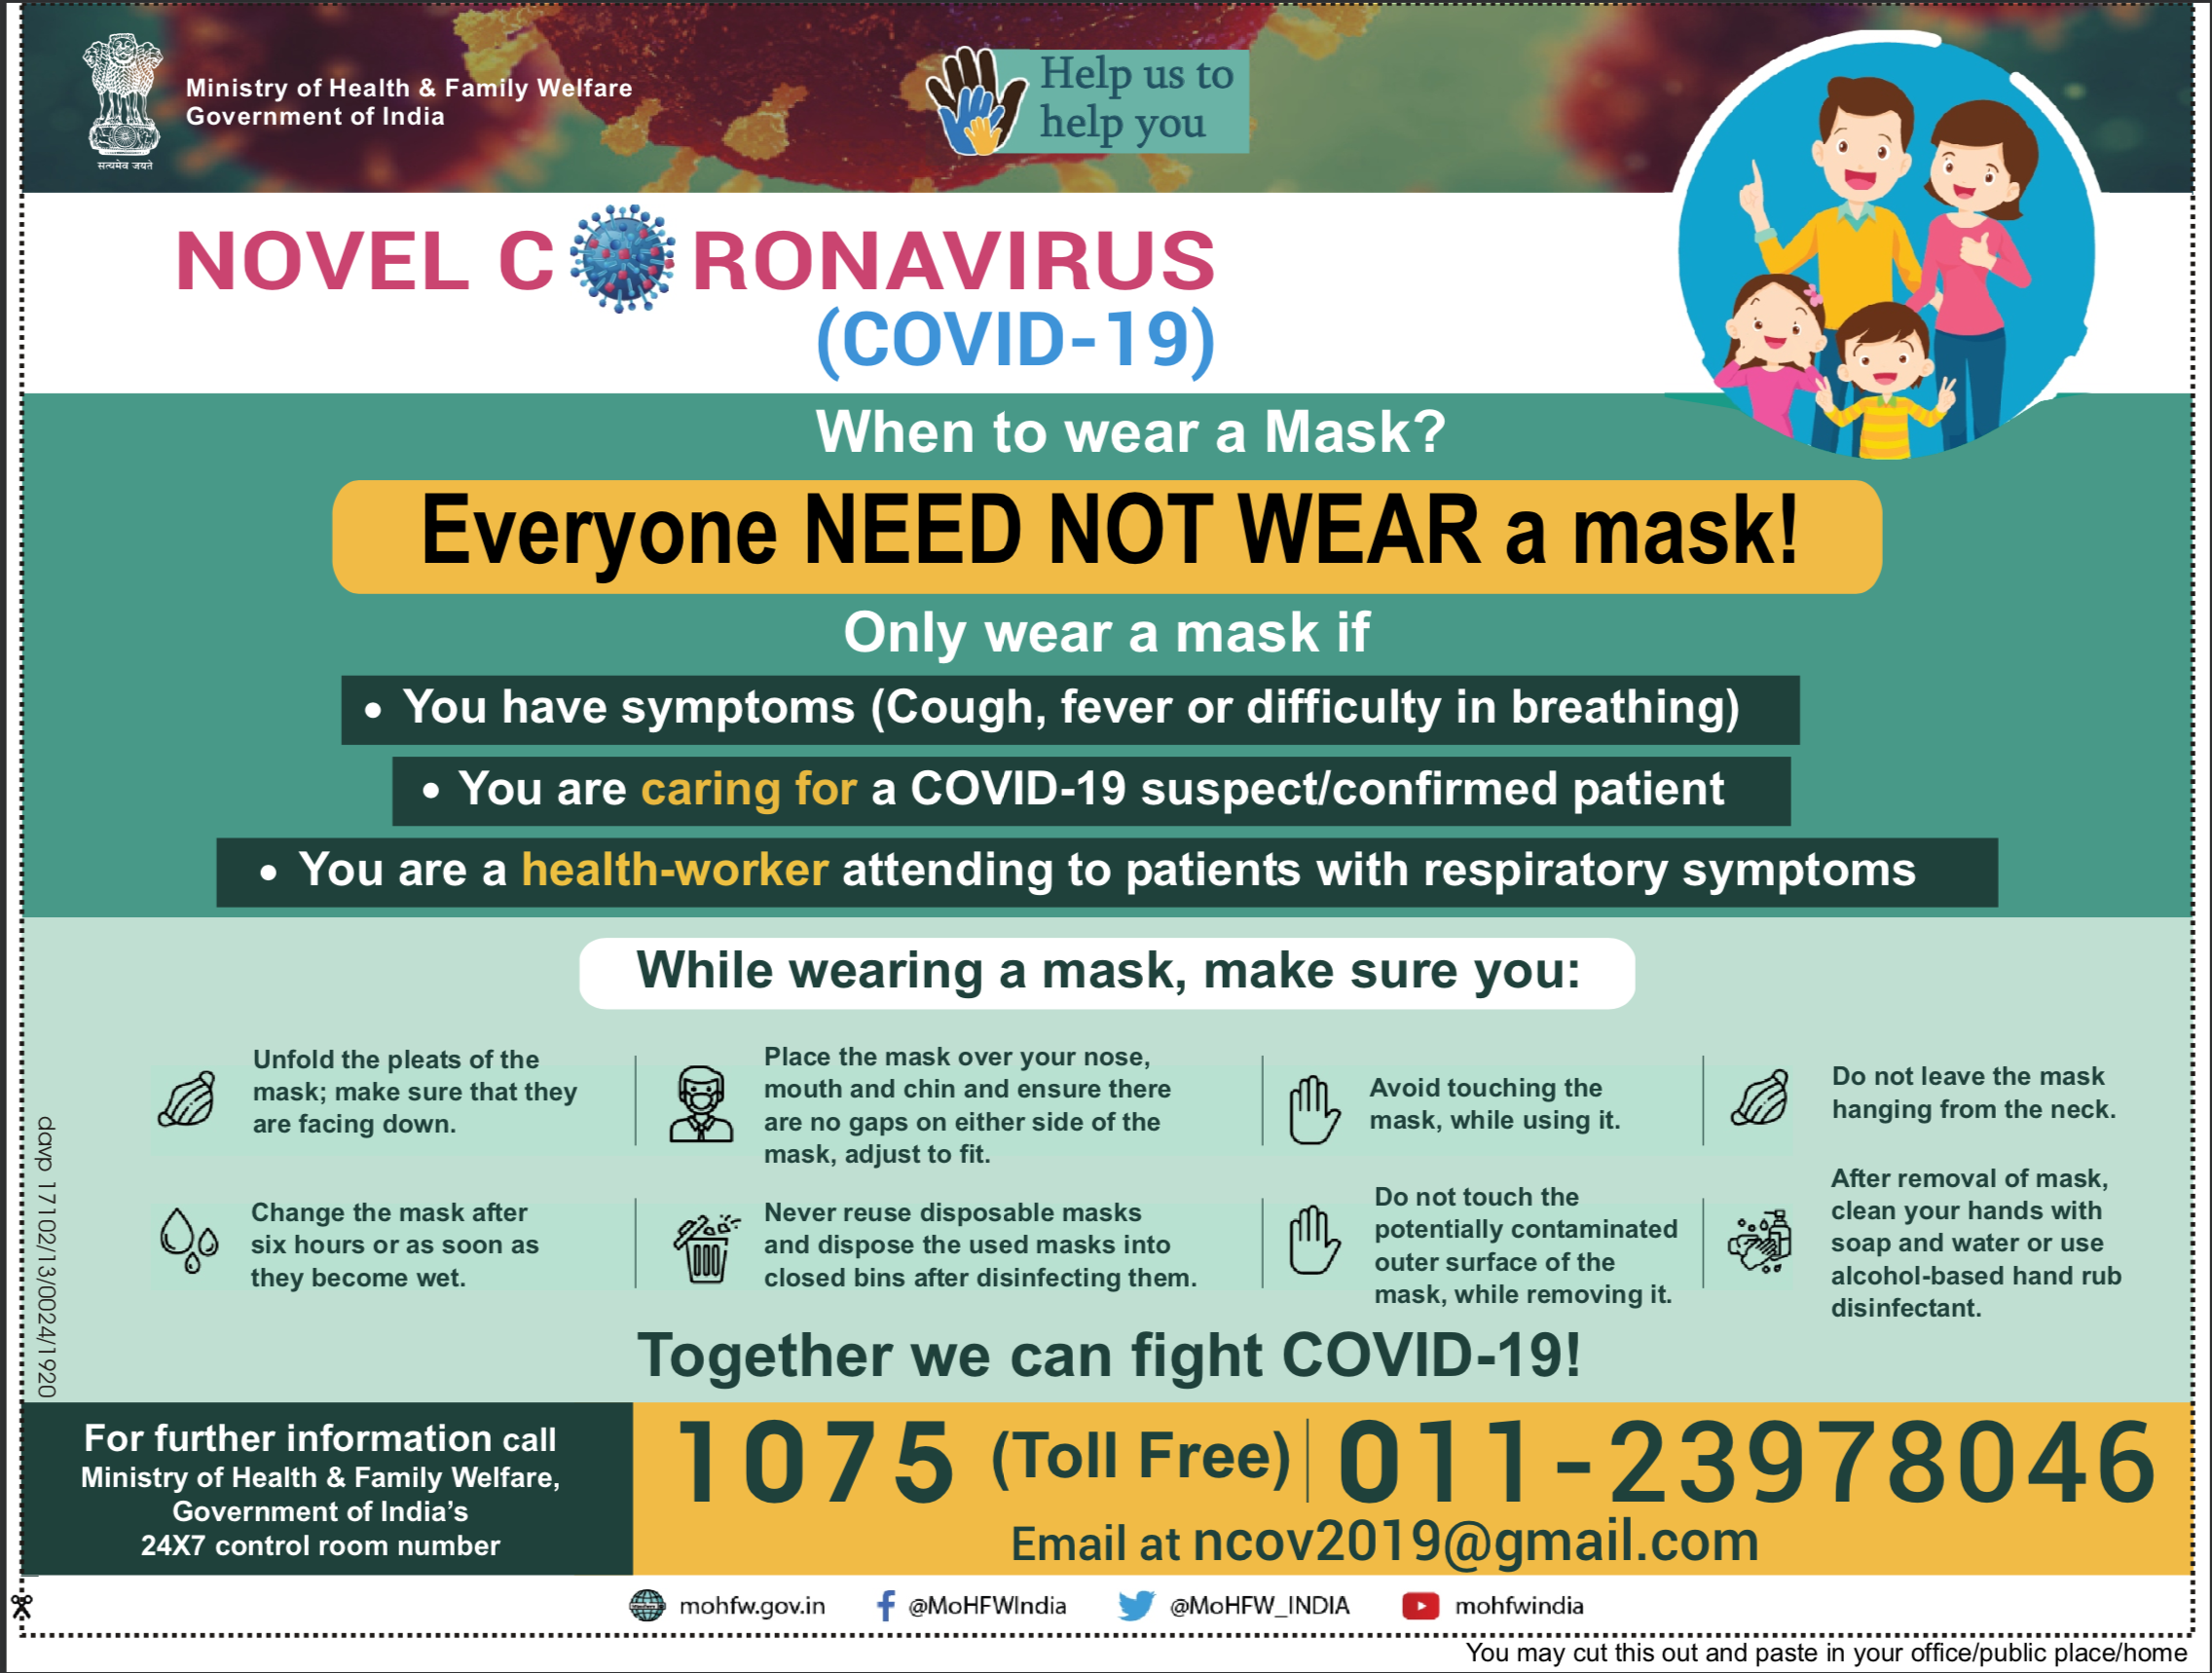 Ministry of Health & Family Welfare
Government of India
सत्यमेव जयते
Help us to
help you
NOVEL CORONAVIRUS
(COVID-19)
When to wear a Mask?
Everyone NEED NOT WEAR a mask!
Only wear a mask if
• You have symptoms (Cough, fever or difficulty in breathing)
• You are caring for a COVID-19 suspect/confirmed patient
• You are a health-worker attending to patients with respiratory symptoms
While wearing a mask, make sure you:
Unfold the pleats of the
mask; make sure that they
are facing down.
Place the mask over your nose,
mouth and chin and ensure there
are no gaps on either side of the
mask, adjust to fit.
Avoid touching the
mask, while using it.
Do not leave the mask
hanging from the neck.
Change the mask after
six hours or as soon as
they become wet.
Never reuse disposable masks
and dispose the used masks into
closed bins after disinfecting them.
Do not touch the
potentially contaminated
outer surface of the
mask, while removing it.
After removal of mask,
clean your hands with
soap and water or use
alcohol-based hand rub
disinfectant.
davp 17102/13/0024/1920
Together we can fight COVID-19!
For further information call
Ministry of Health & Family Welfare,
Government of India’s
24X7 control room number
1075 (Toll Free) 011-23978046
Email at ncov2019@gmail.com
mohfw.gov.in @MoHFWIndia @MoHFW_INDIA mohfwindia
You may cut this out and paste in your office/public place/home